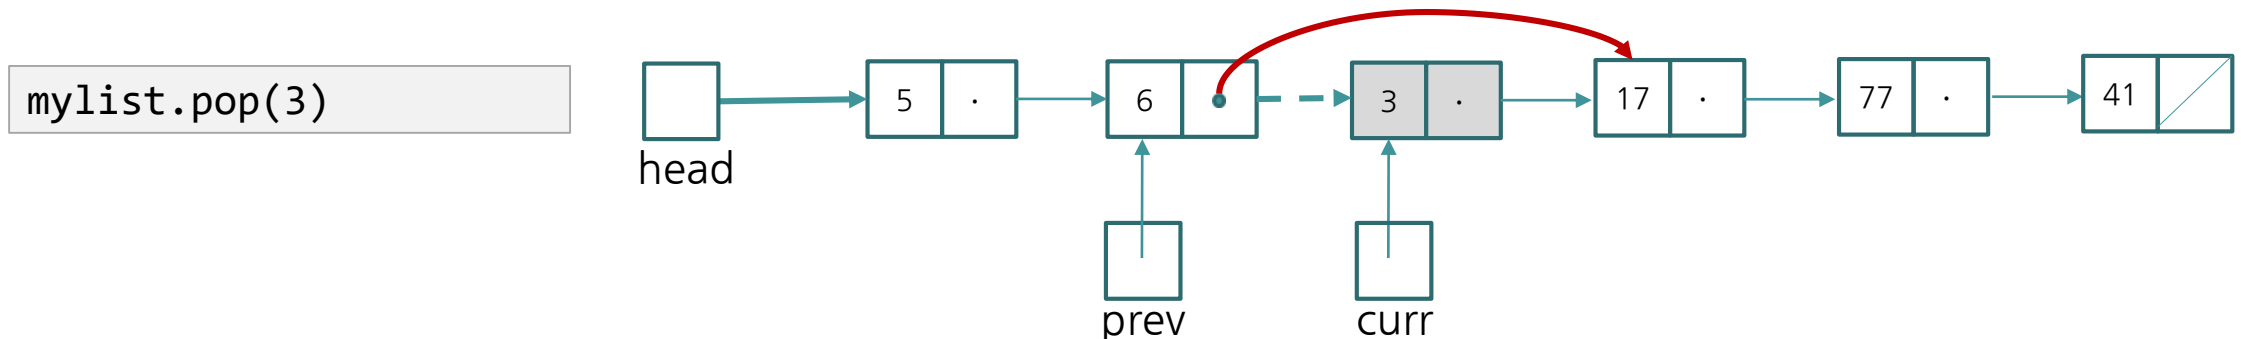 mylist.pop(3)
5 · 6 3 · 17 · 77 · 41
head
prev curr